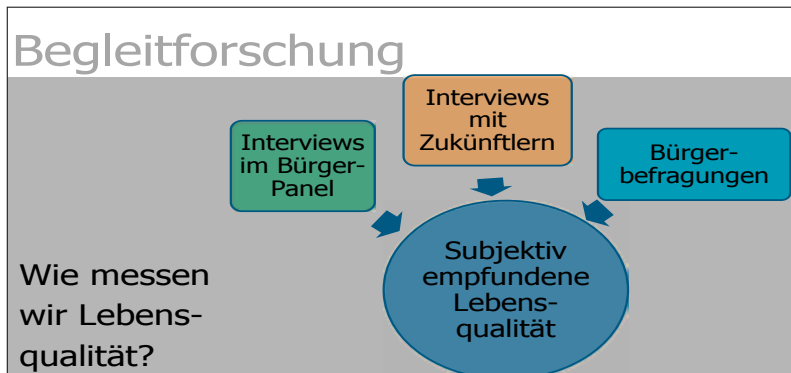 Begleitforschung
Interviews
mit
Zukünftlern
Interviews
im Bürger-
Panel
Bürger-
befragungen
Subjektiv
empfundene
Lebens-
qualität
Wie messen
wir Lebens-
qualität?